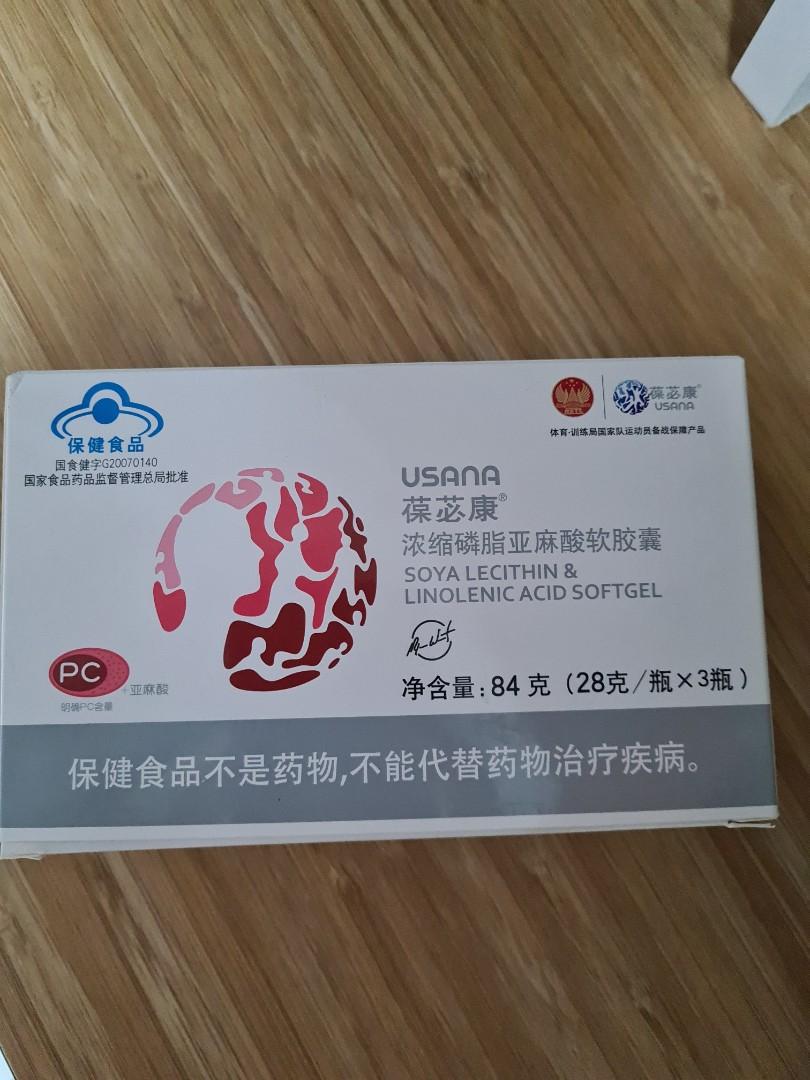 保健食品
国食健字G20070140
国家食品药品监督管理总局批准
葆苾康®
USANA
体育·训练局国家队运动员备战保障产品
USANA
葆苾康®
浓缩磷脂亚麻酸软胶囊
SOYA LECITHIN &
LINOLENIC ACID SOFTGEL
净含量:84克(28克/瓶×3瓶)
PC
+亚麻酸
明确PC含量
保健食品不是药物,不能代替药物治疗疾病。